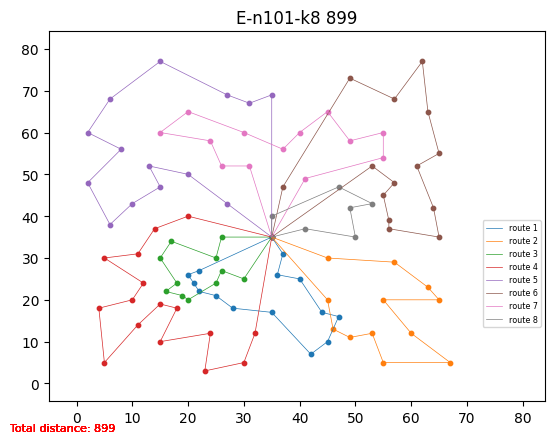 E-n101-k8 899
80
70
60
50
40
30
20
10
0
0 10 20 30 40 50 60 70 80
route 1
route 2
route 3
route 4
route 5
route 6
route 7
route 8
Total distance: 899